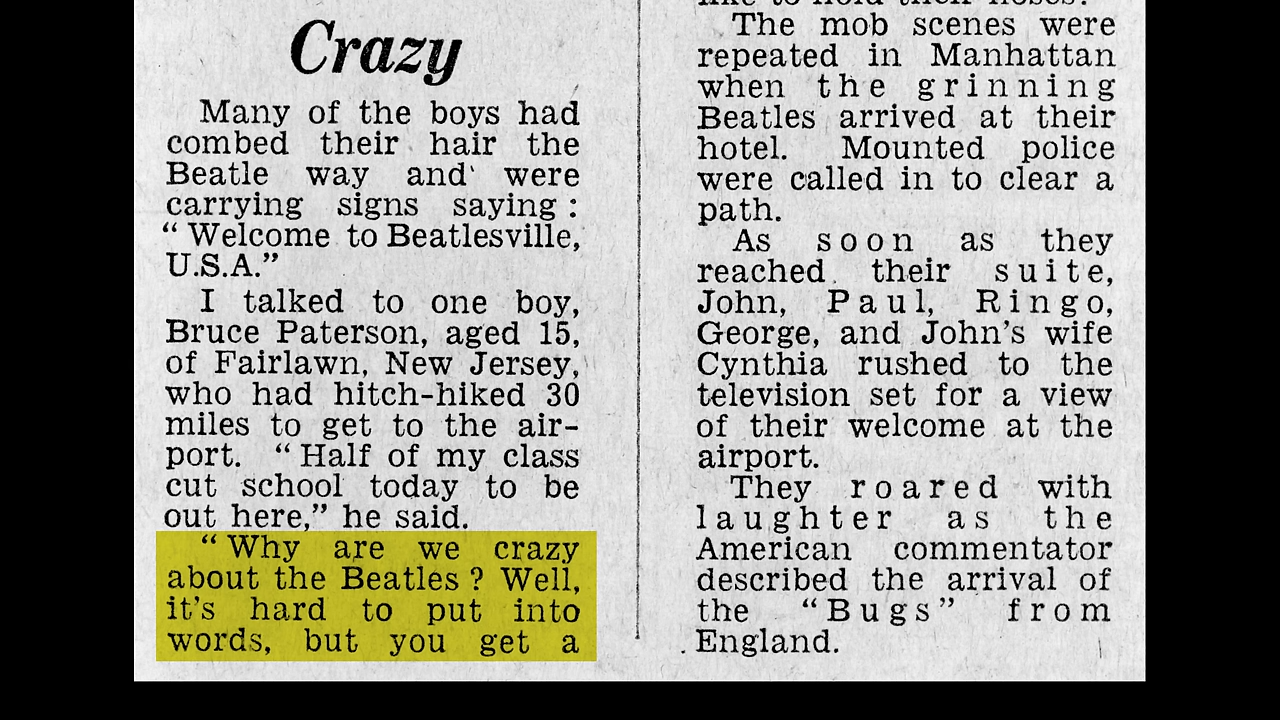 Crazy
Many of the boys had
combed their hair the
Beatle way and were
carrying signs saying :
“ Welcome to Beatlesville,
U.S.A.”
I talked to one boy,
Bruce Paterson, aged 15,
of Fairlawn, New Jersey,
who had hitch-hiked 30
miles to get to the air-
port. “ Half of my class
cut school today to be
out here,” he said.
“ Why are we crazy
about the Beatles ? Well,
it’s hard to put into
words, but you get a
The mob scenes were
repeated in Manhattan
when the grinning
Beatles arrived at their
hotel. Mounted police
were called in to clear a
path.
As soon as they
reached their suite,
John, Paul, Ringo,
George, and John’s wife
Cynthia rushed to the
television set for a view
of their welcome at the
airport.
They roared with
laughter as the
American commentator
described the arrival of
the “Bugs” from
England.